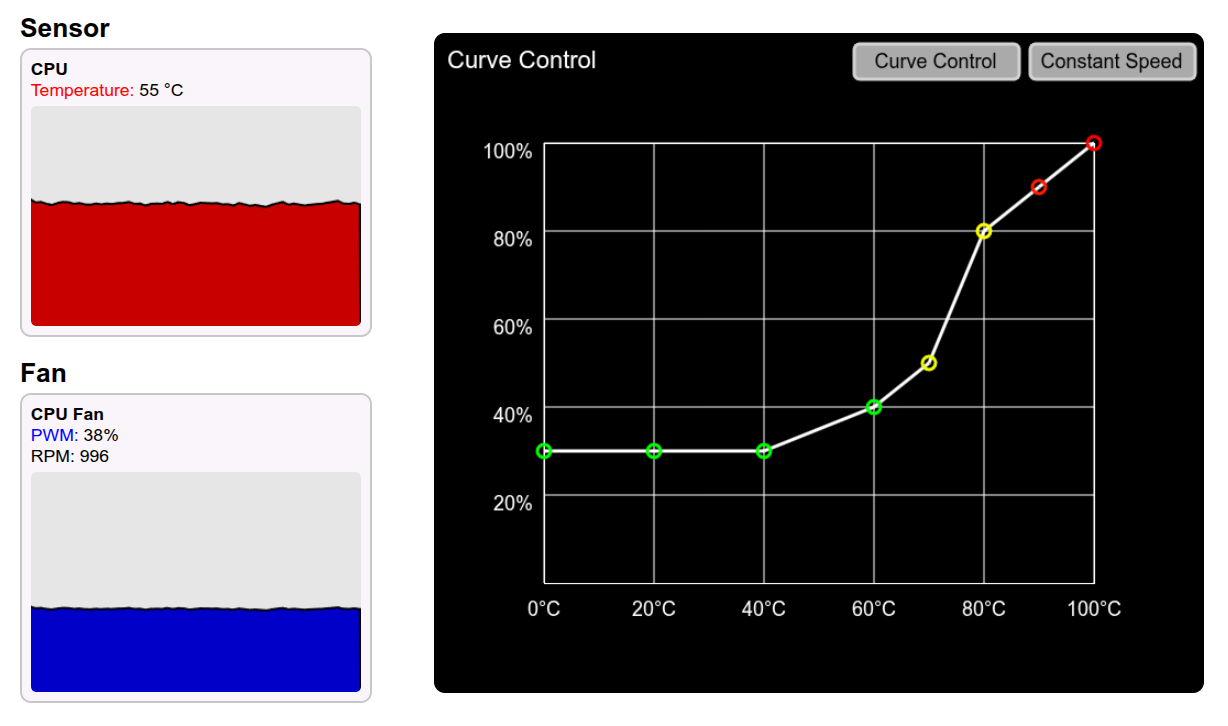 Sensor
CPU
Temperature: 55 °C
Fan
CPU Fan
PWM: 38%
RPM: 996
Curve Control
Curve Control
Constant Speed
100%
80%
60%
40%
20%
0°C 20°C 40°C 60°C 80°C 100°C